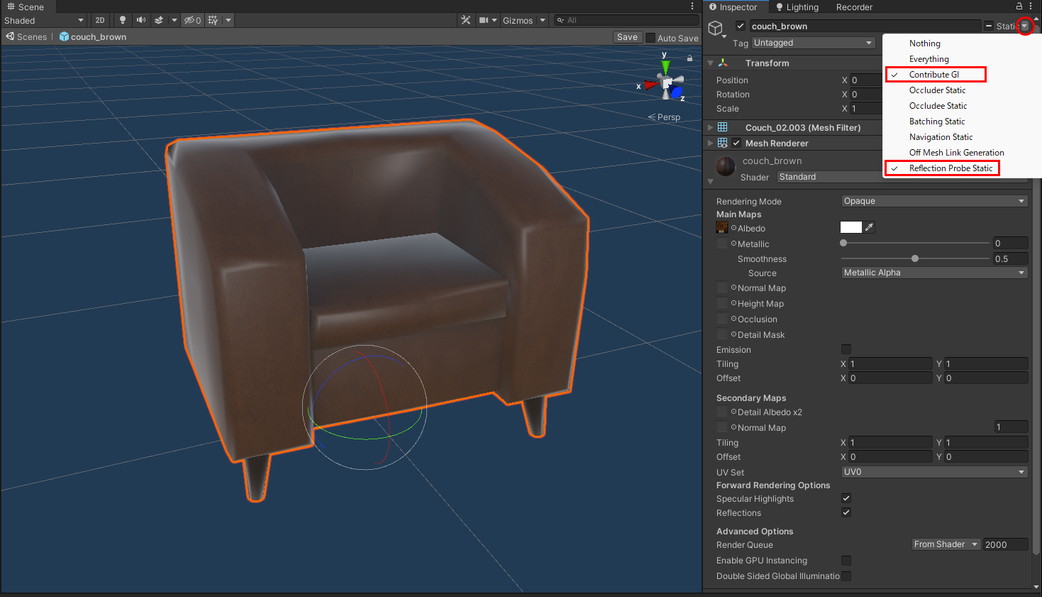 Scene
Shaded
2D
0
Gizmos
All
Scenes
couch_brown
Save
Auto Save
y
x
z
Persp
Inspector
Lighting
Recorder
couch_brown
Static
Tag Untagged
Nothing
Everything
Contribute GI
Occluder Static
Occludee Static
Batching Static
Navigation Static
Off Mesh Link Generation
Reflection Probe Static
Transform
Position X 0
Rotation X 0
Scale X 1
Couch_02.003 (Mesh Filter)
Mesh Renderer
couch_brown
Shader Standard
Rendering Mode Opaque
Main Maps
Albedo
Metallic 0
Smoothness 0.5
Source Metallic Alpha
Normal Map
Height Map
Occlusion
Detail Mask
Emission
Tiling X 1 Y 1
Offset X 0 Y 0
Secondary Maps
Detail Albedo x2
Normal Map 1
Tiling X 1 Y 1
Offset X 0 Y 0
UV Set UV0
Forward Rendering Options
Specular Highlights
Reflections
Advanced Options
Render Queue From Shader 2000
Enable GPU Instancing
Double Sided Global Illuminatio